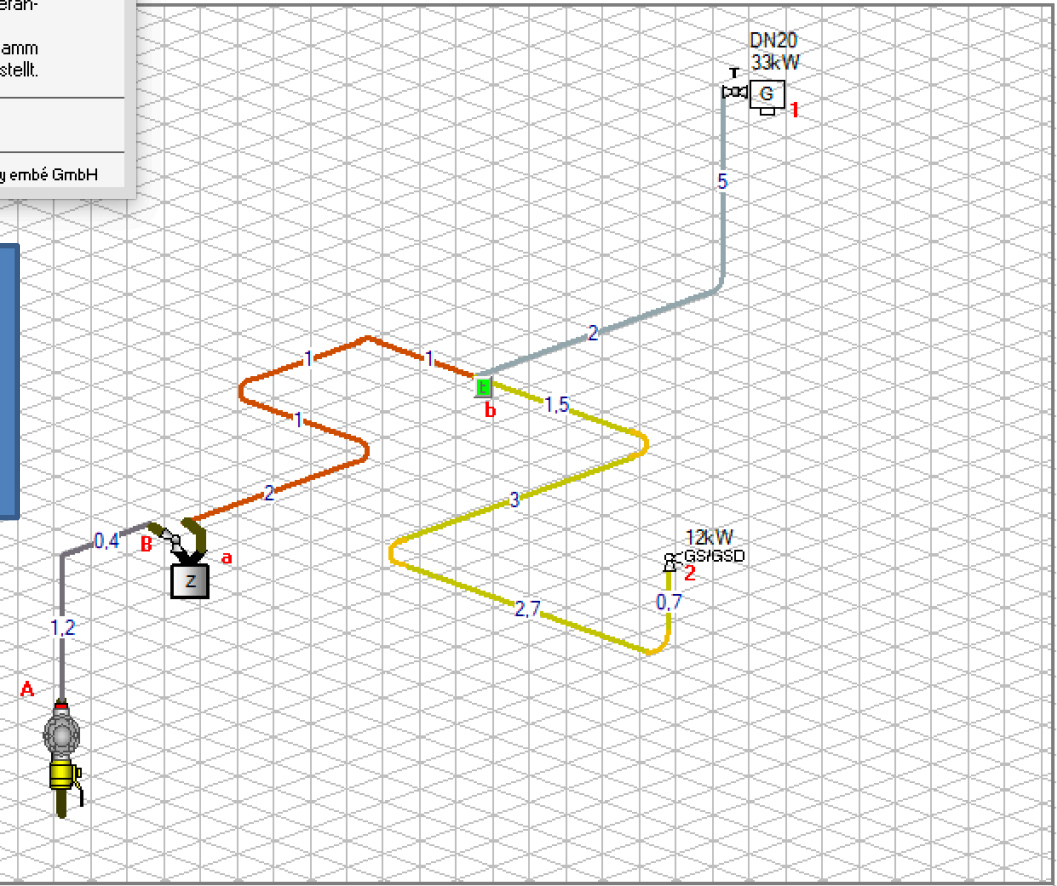 eran-
amm
stellt.
y embé GmbH
DN20
33kW
T
G
1
5
2
1
1
t
b
1,5
1
2
3
0,4
B
a
Z
12kW
GS/GSD
2
0,7
2,7
1,2
A